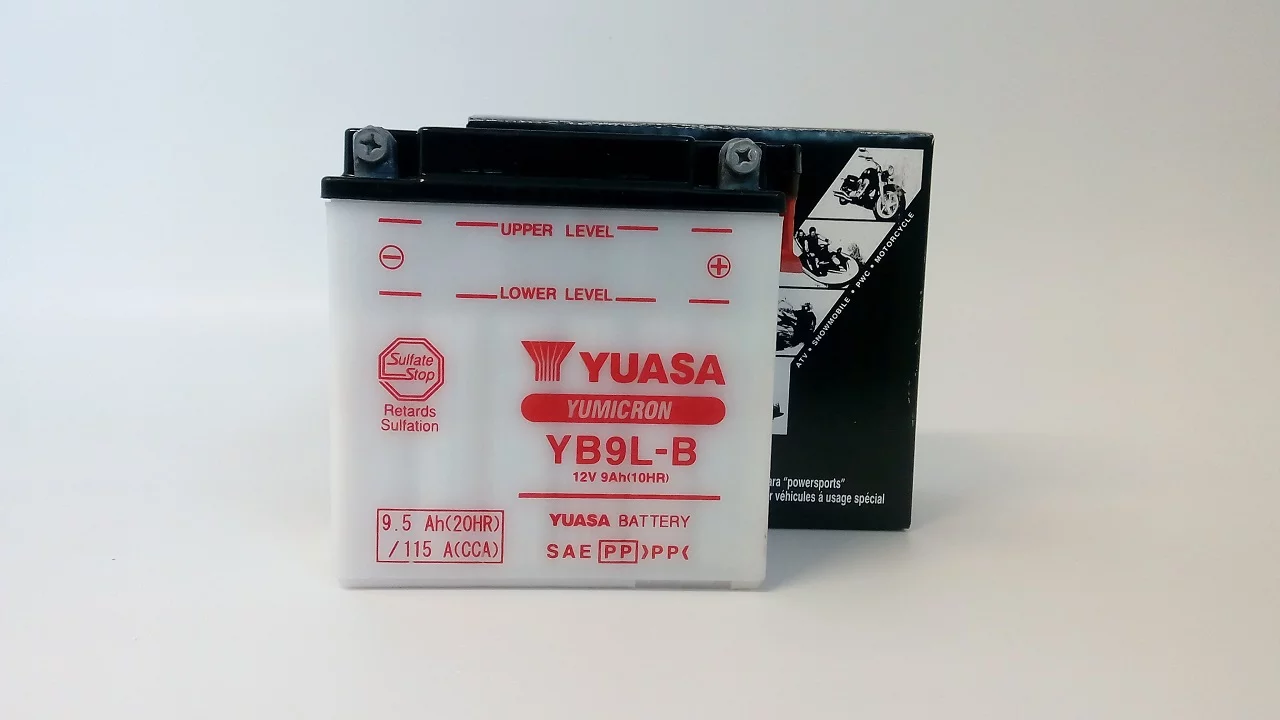 UPPER LEVEL
−
+
LOWER LEVEL
Sulfate
Stop
Retards
Sulfation
YUASA
YUMICRON
YB9L-B
12V 9Ah(10HR)
9.5 Ah(20HR)
/115 A(CCA)
YUASA BATTERY
SAE PP 〉PP〈
ATV • SNOWMOBILE • PWC • MOTORCYCLE
"powersports"
véhicules à usage spécial